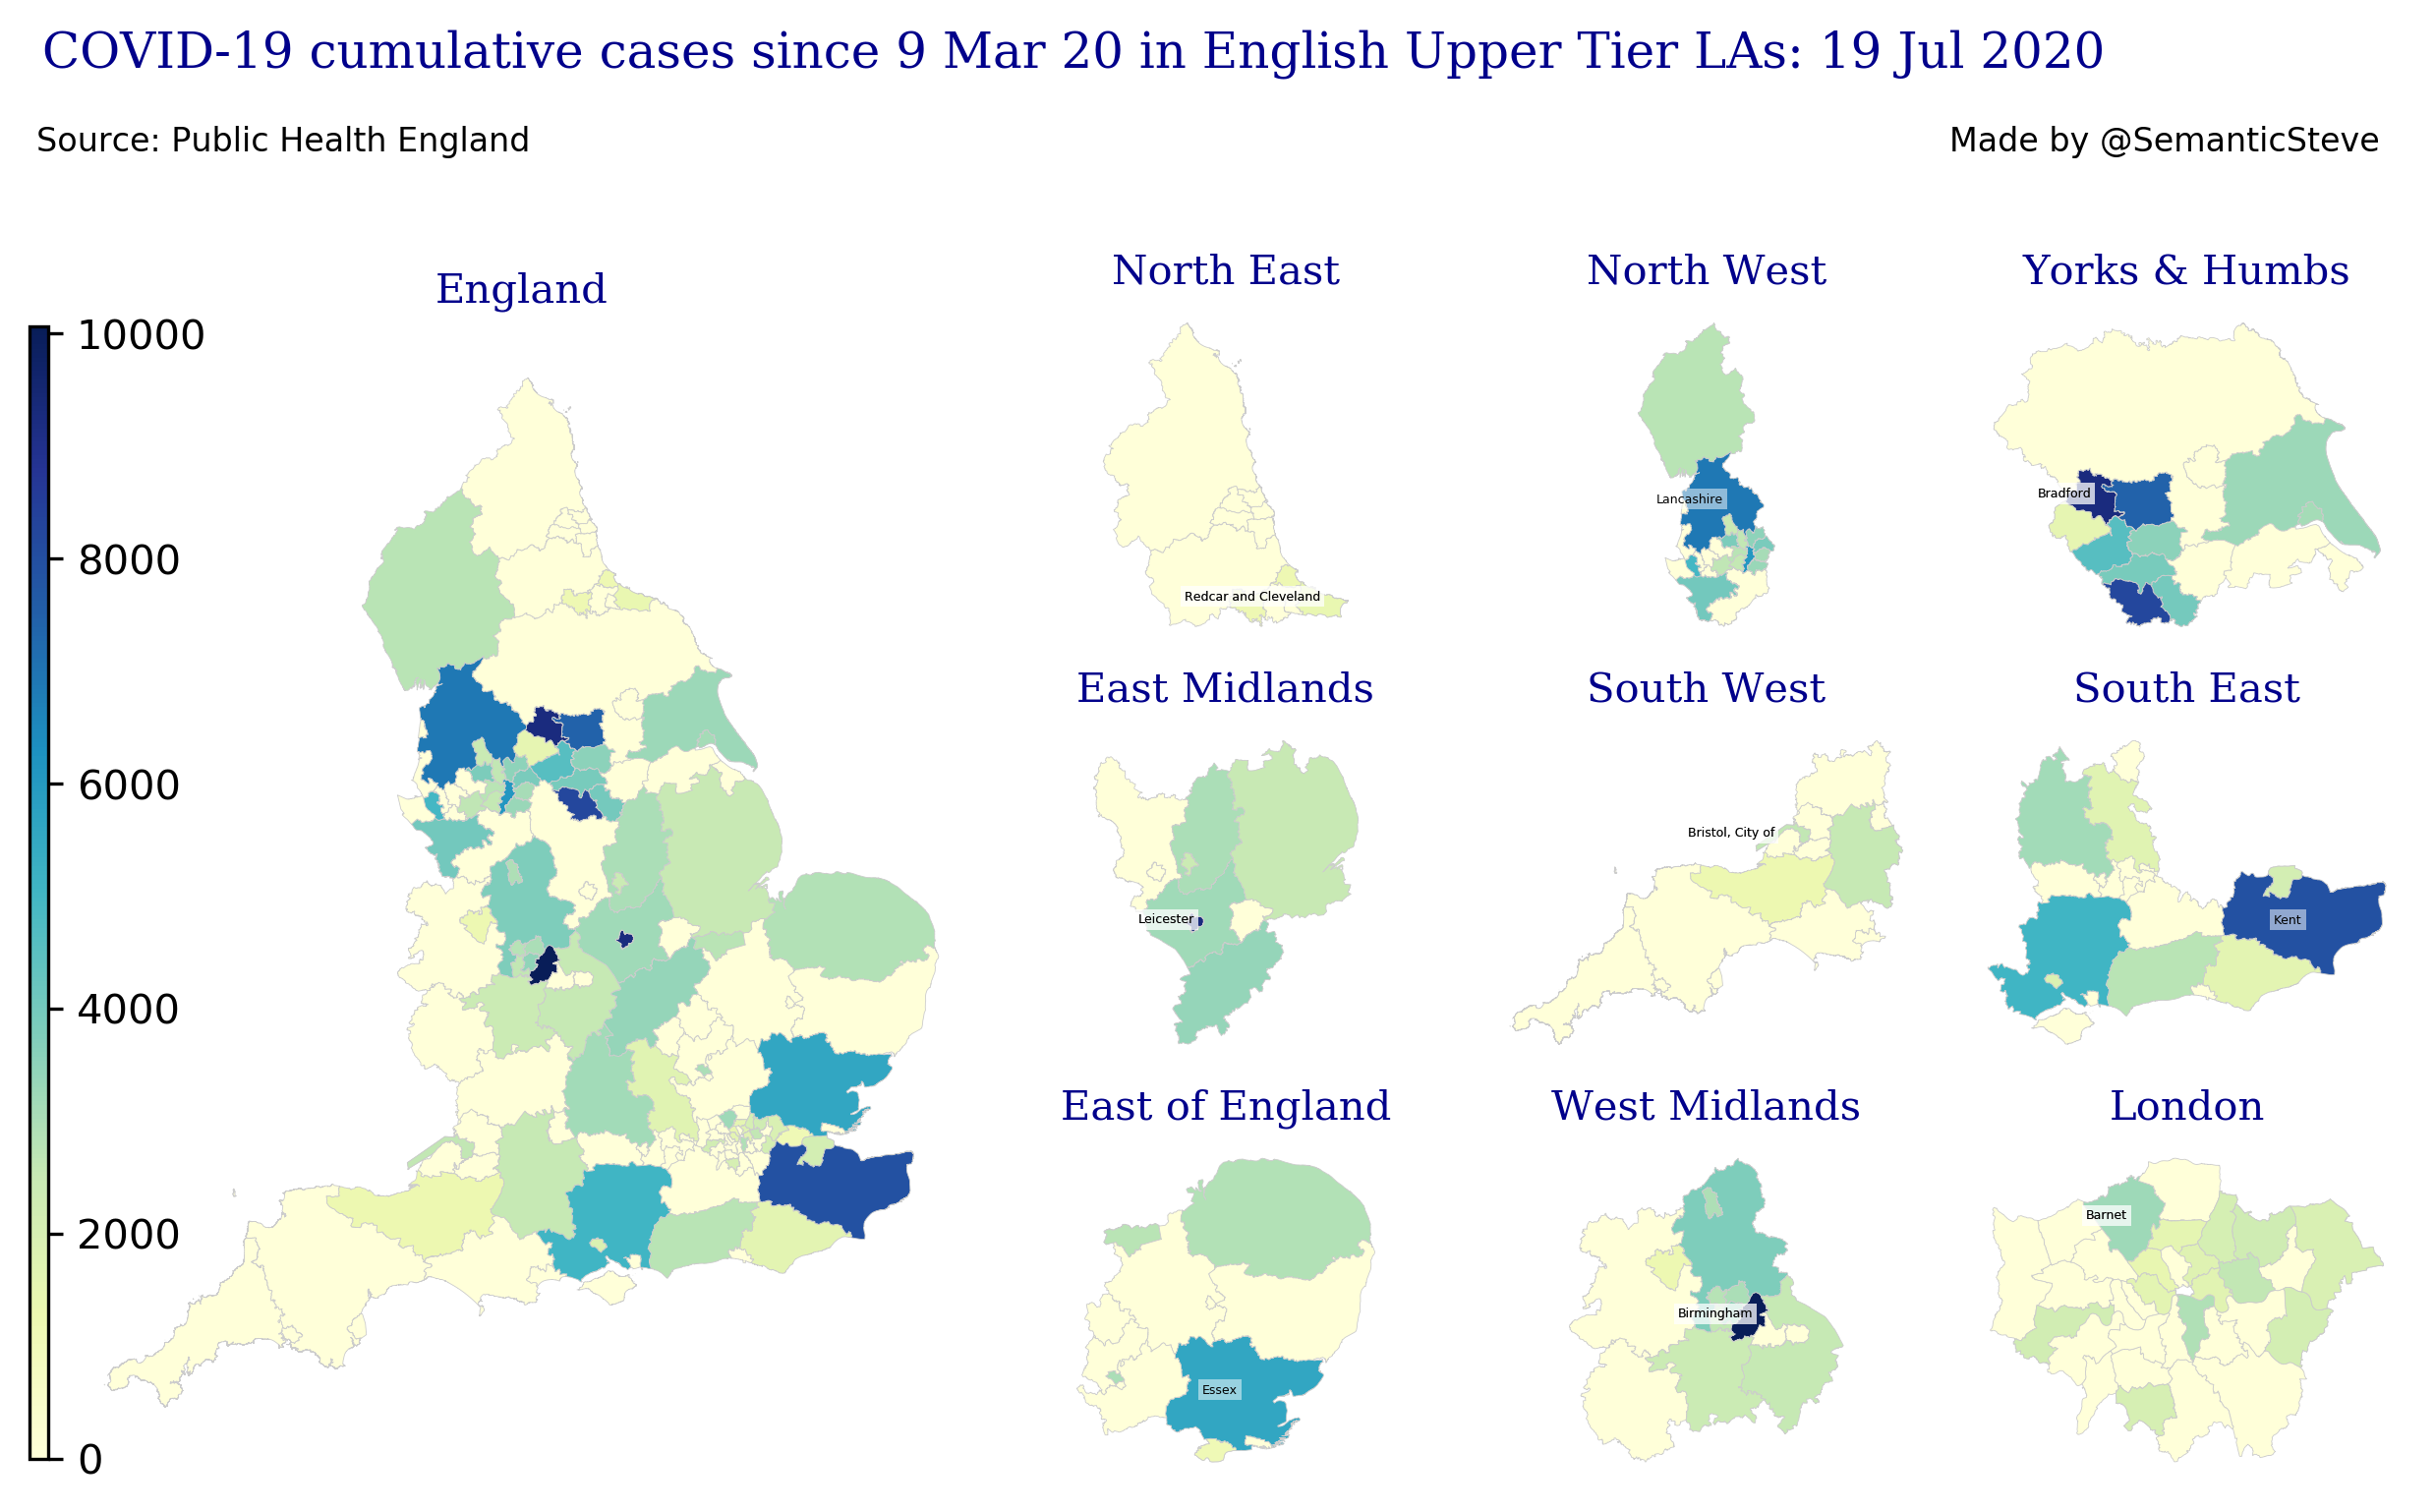 COVID-19 cumulative cases since 9 Mar 20 in English Upper Tier LAs: 19 Jul 2020
Source: Public Health England
Made by @SemanticSteve
England
10000
8000
6000
4000
2000
0
North East
Redcar and Cleveland
North West
Lancashire
Yorks & Humbs
Bradford
East Midlands
Leicester
South West
Bristol, City of
South East
Kent
East of England
Essex
West Midlands
Birmingham
London
Barnet